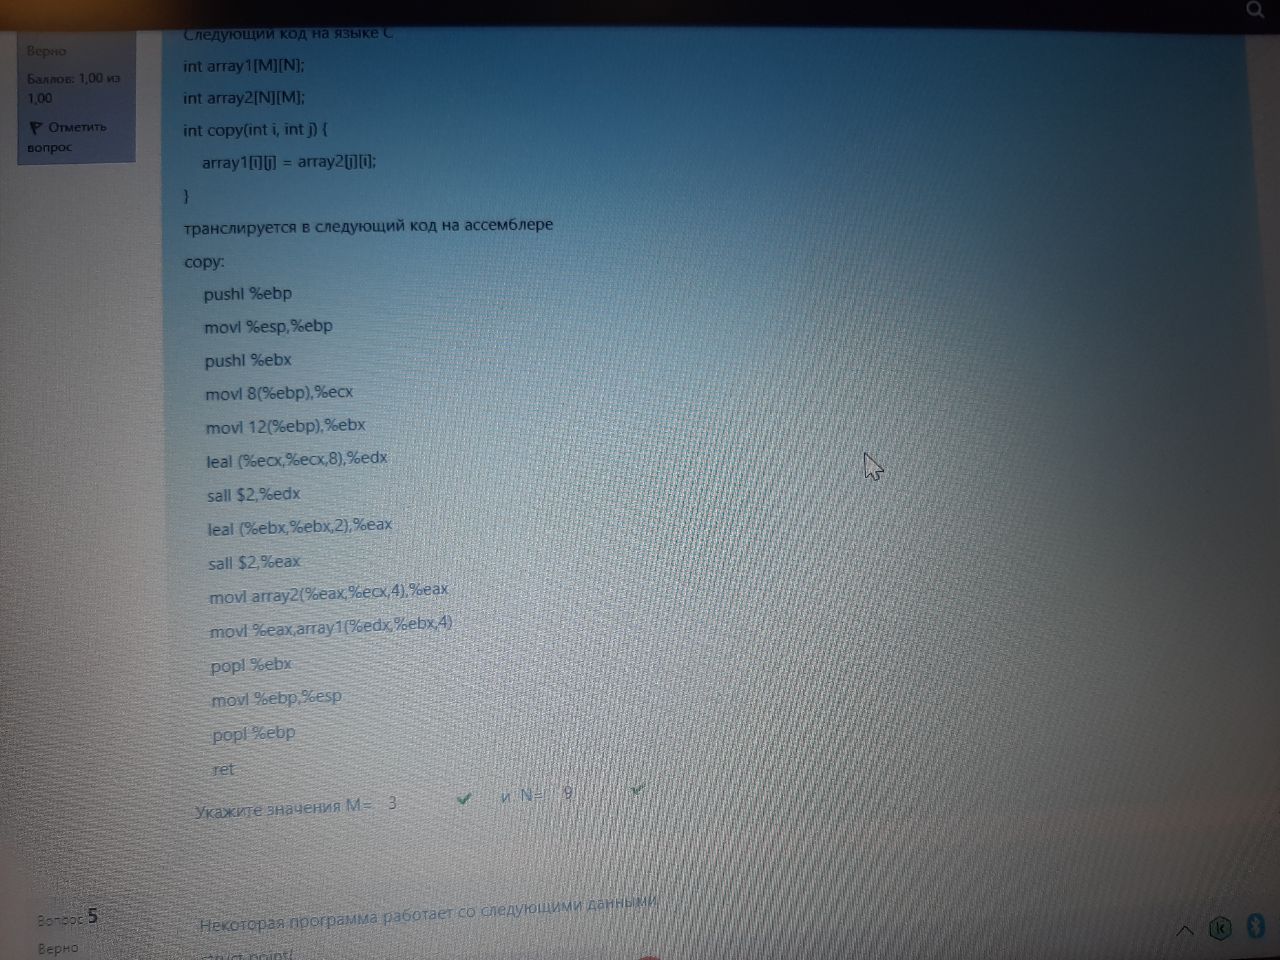 Верно
Баллов: 1,00 из
1,00
Отметить
вопрос
Следующий код на языке C
int array1[M][N];
int array2[N][M];
int copy(int i, int j) {
array1[i][j] = array2[j][i];
}
транслируется в следующий код на ассемблере
copy:
pushl %ebp
movl %esp,%ebp
pushl %ebx
movl 8(%ebp),%ecx
movl 12(%ebp),%ebx
leal (%ecx,%ecx,8),%edx
sall $2,%edx
leal (%ebx,%ebx,2),%eax
sall $2,%eax
movl array2(%eax,%ecx,4),%eax
movl %eax,array1(%edx,%ebx,4)
popl %ebx
movl %ebp,%esp
popl %ebp
ret
Укажите значения M= 3 и N= 9
Вопрос 5
Верно
Некоторая программа работает со следующими данными
struct point{